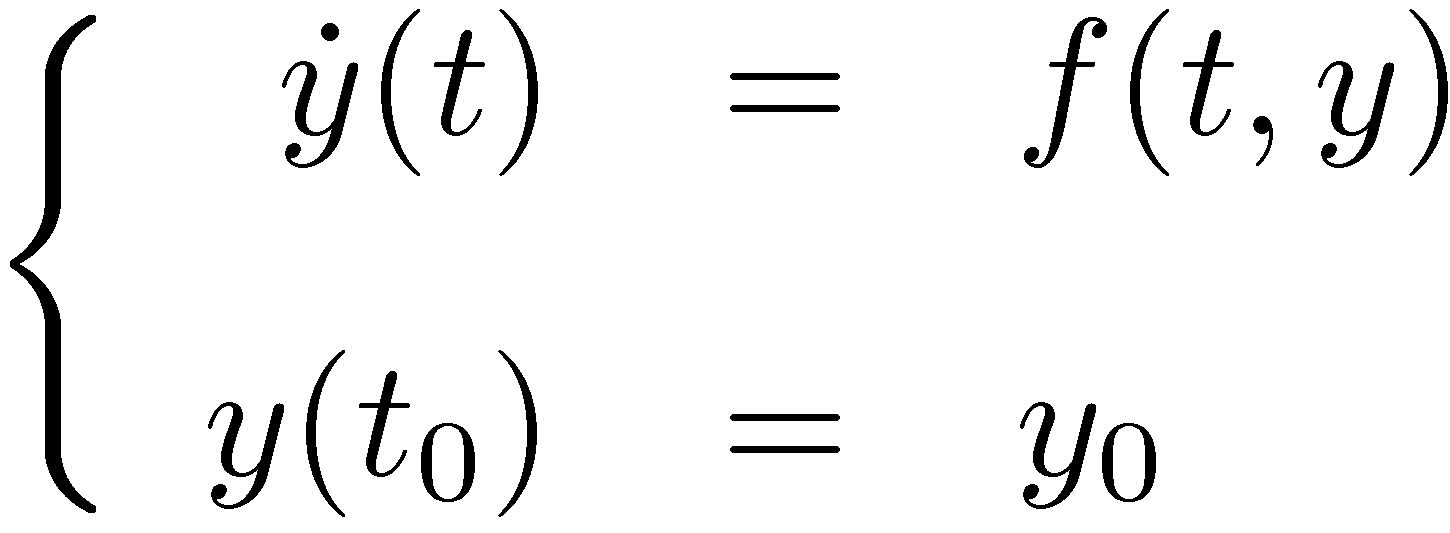 ẏ(t) = f(t, y)
y(t₀) = y₀